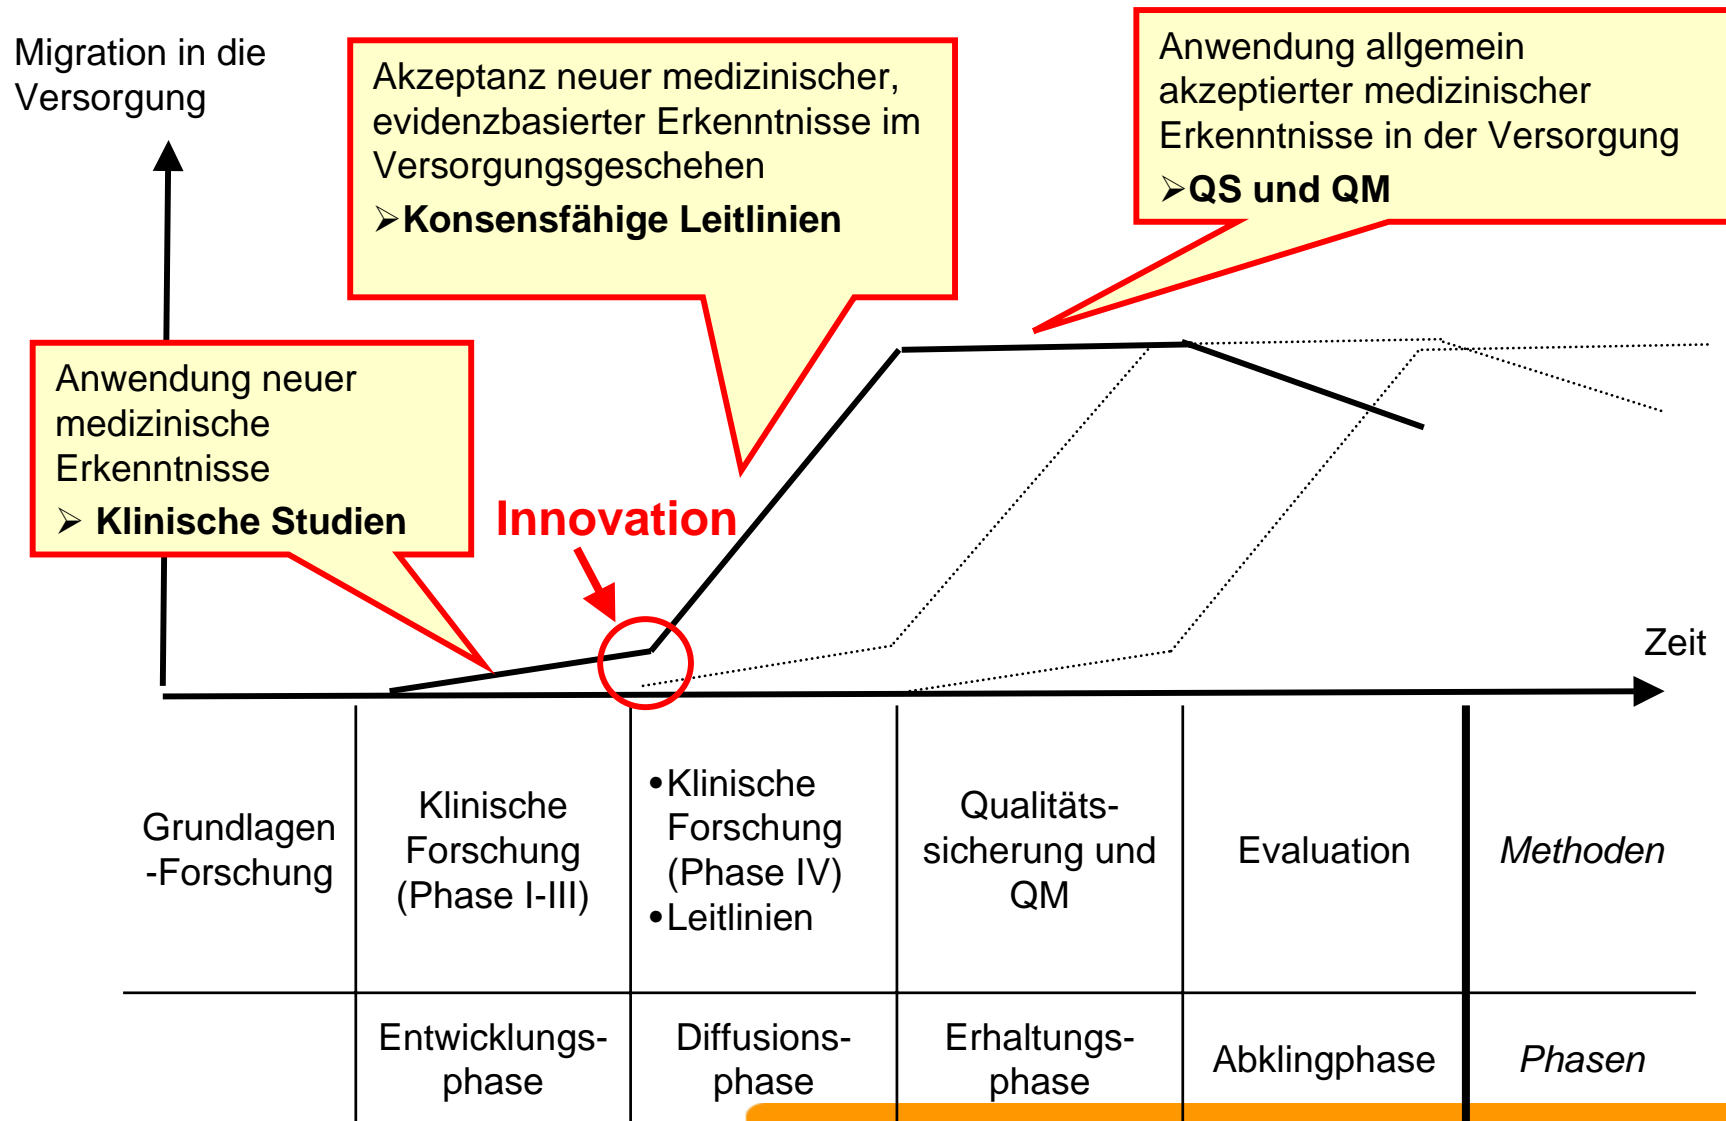 Migration in die
Versorgung
Akzeptanz neuer medizinischer,
evidenzbasierter Erkenntnisse im
Versorgungsgeschehen
➢Konsensfähige Leitlinien
Anwendung allgemein
akzeptierter medizinischer
Erkenntnisse in der Versorgung
➢QS und QM
Anwendung neuer
medizinische
Erkenntnisse
➢ Klinische Studien
Innovation
Zeit
Grundlagen
-Forschung
Klinische
Forschung
(Phase I-III)
•Klinische
Forschung
(Phase IV)
•Leitlinien
Qualitäts-
sicherung und
QM
Evaluation
Methoden
Entwicklungs-
phase
Diffusions-
phase
Erhaltungs-
phase
Abklingphase
Phasen